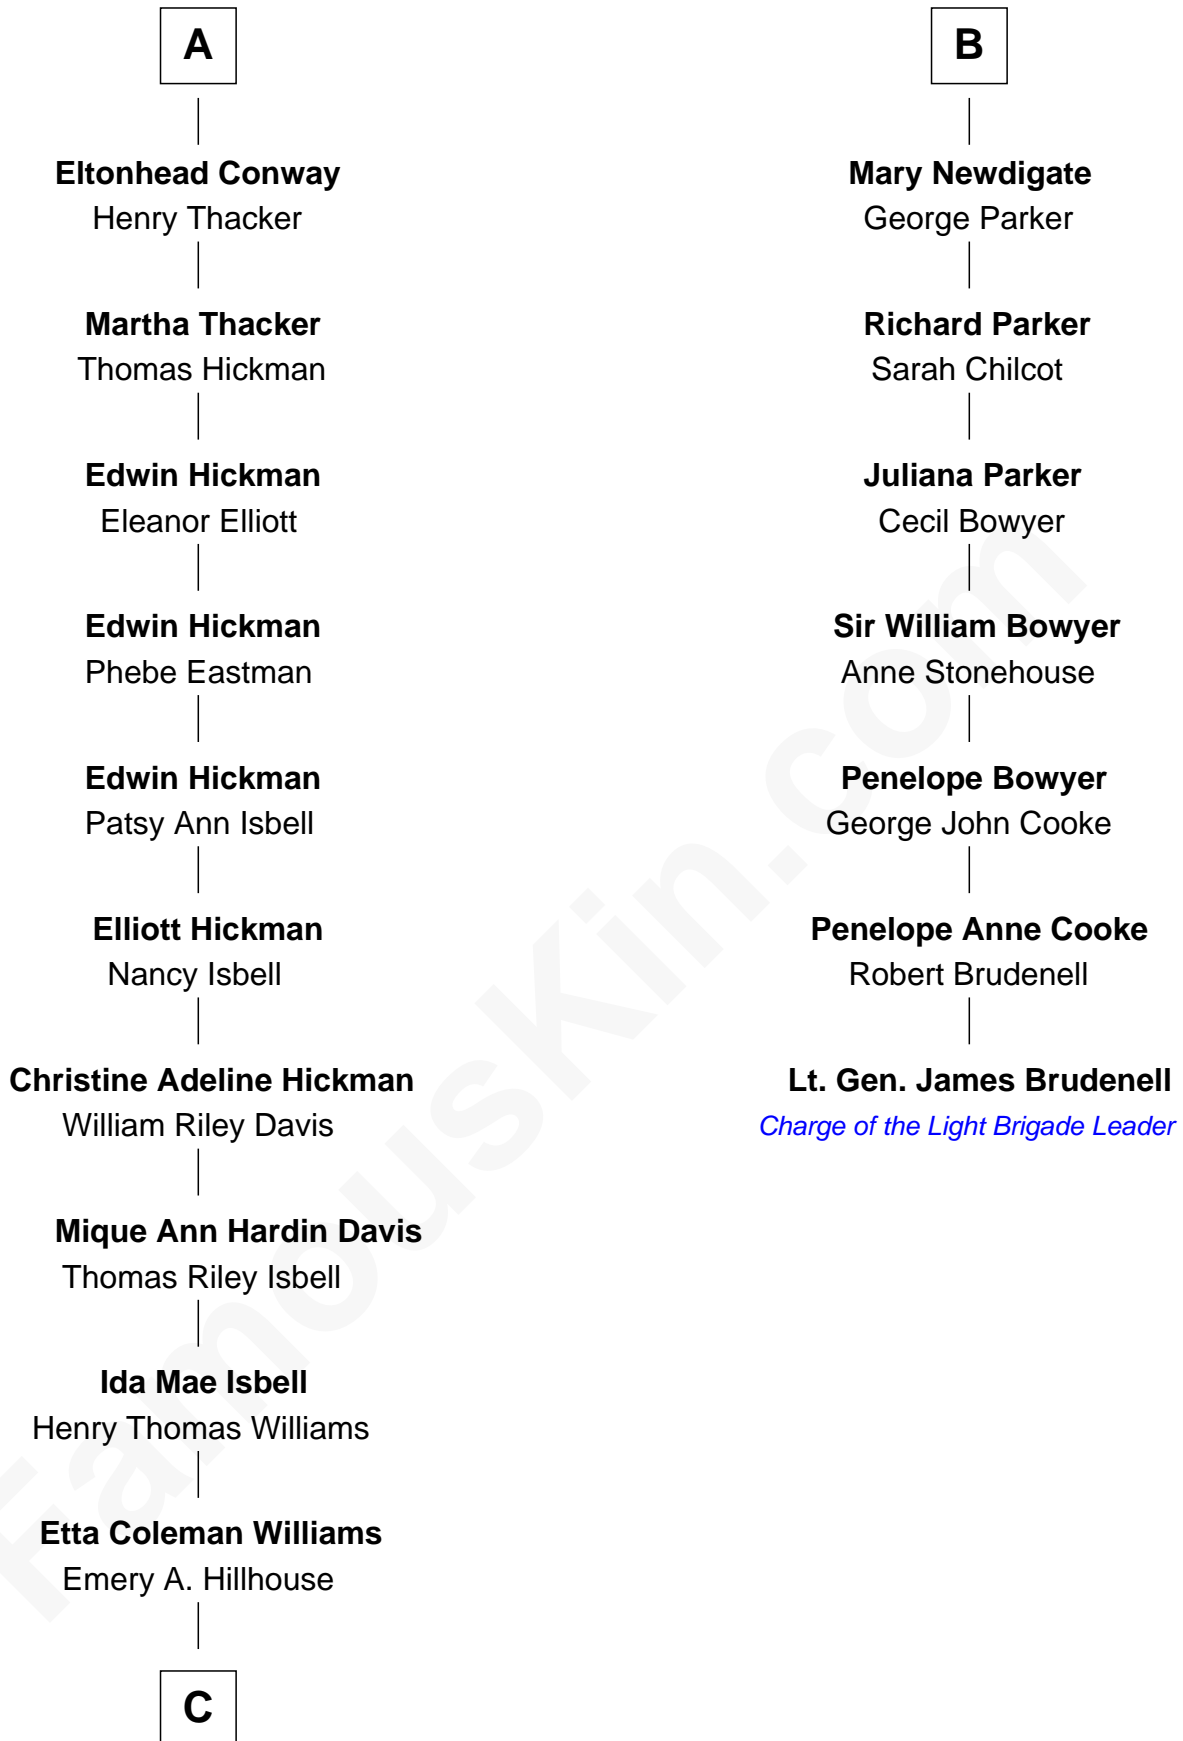 A
Eltonhead Conway
Henry Thacker
Martha Thacker
Thomas Hickman
Edwin Hickman
Eleanor Elliott
Edwin Hickman
Phebe Eastman
Edwin Hickman
Patsy Ann Isbell
Elliott Hickman
Nancy Isbell
Christine Adeline Hickman
William Riley Davis
Mique Ann Hardin Davis
Thomas Riley Isbell
Ida Mae Isbell
Henry Thomas Williams
Etta Coleman Williams
Emery A. Hillhouse
C
B
Mary Newdigate
George Parker
Richard Parker
Sarah Chilcot
Juliana Parker
Cecil Bowyer
Sir William Bowyer
Anne Stonehouse
Penelope Bowyer
George John Cooke
Penelope Anne Cooke
Robert Brudenell
Lt. Gen. James Brudenell
Charge of the Light Brigade Leader
FamousKin.com